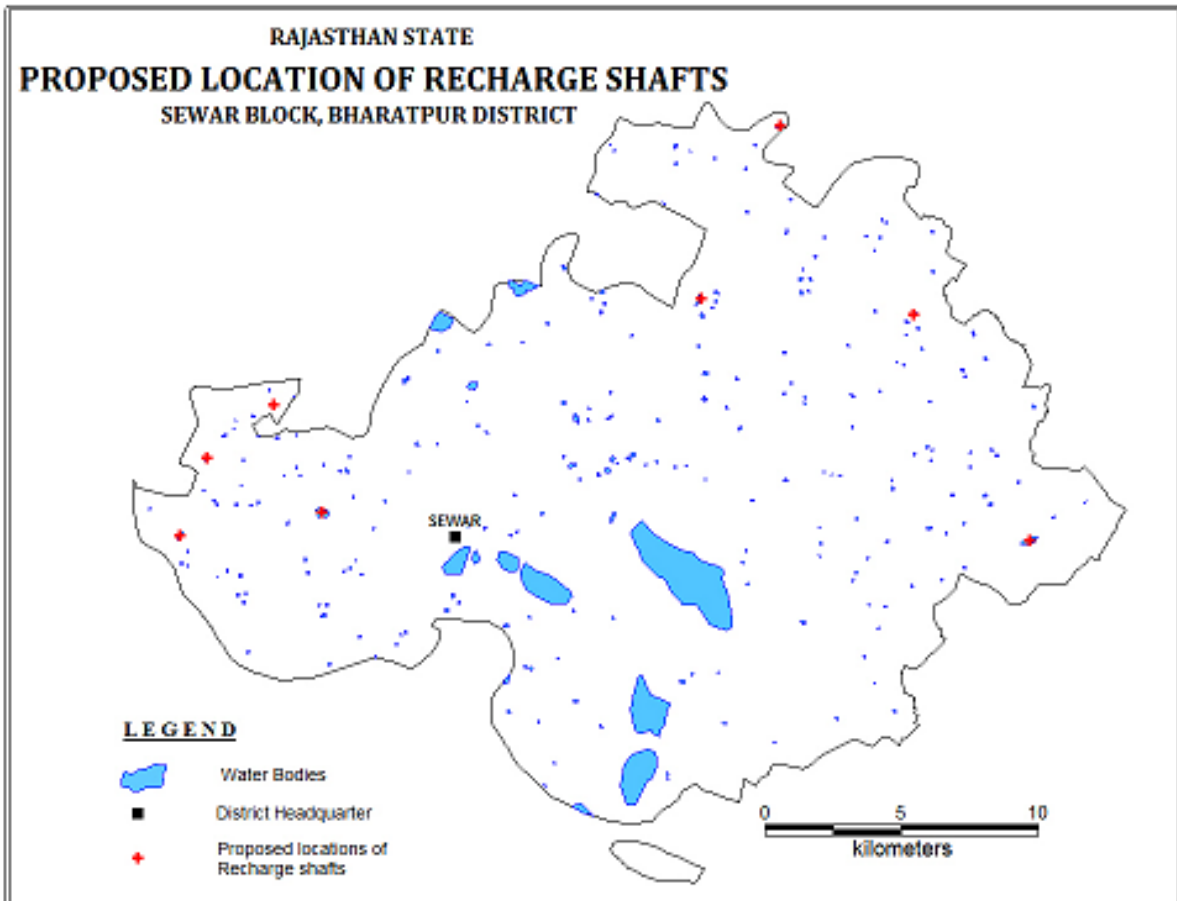 RAJASTHAN STATE
PROPOSED LOCATION OF RECHARGE SHAFTS
SEWAR BLOCK, BHARATPUR DISTRICT
SEWAR
LEGEND
Water Bodies
District Headquarter
Proposed locations of
Recharge shafts
0 5 10
kilometers